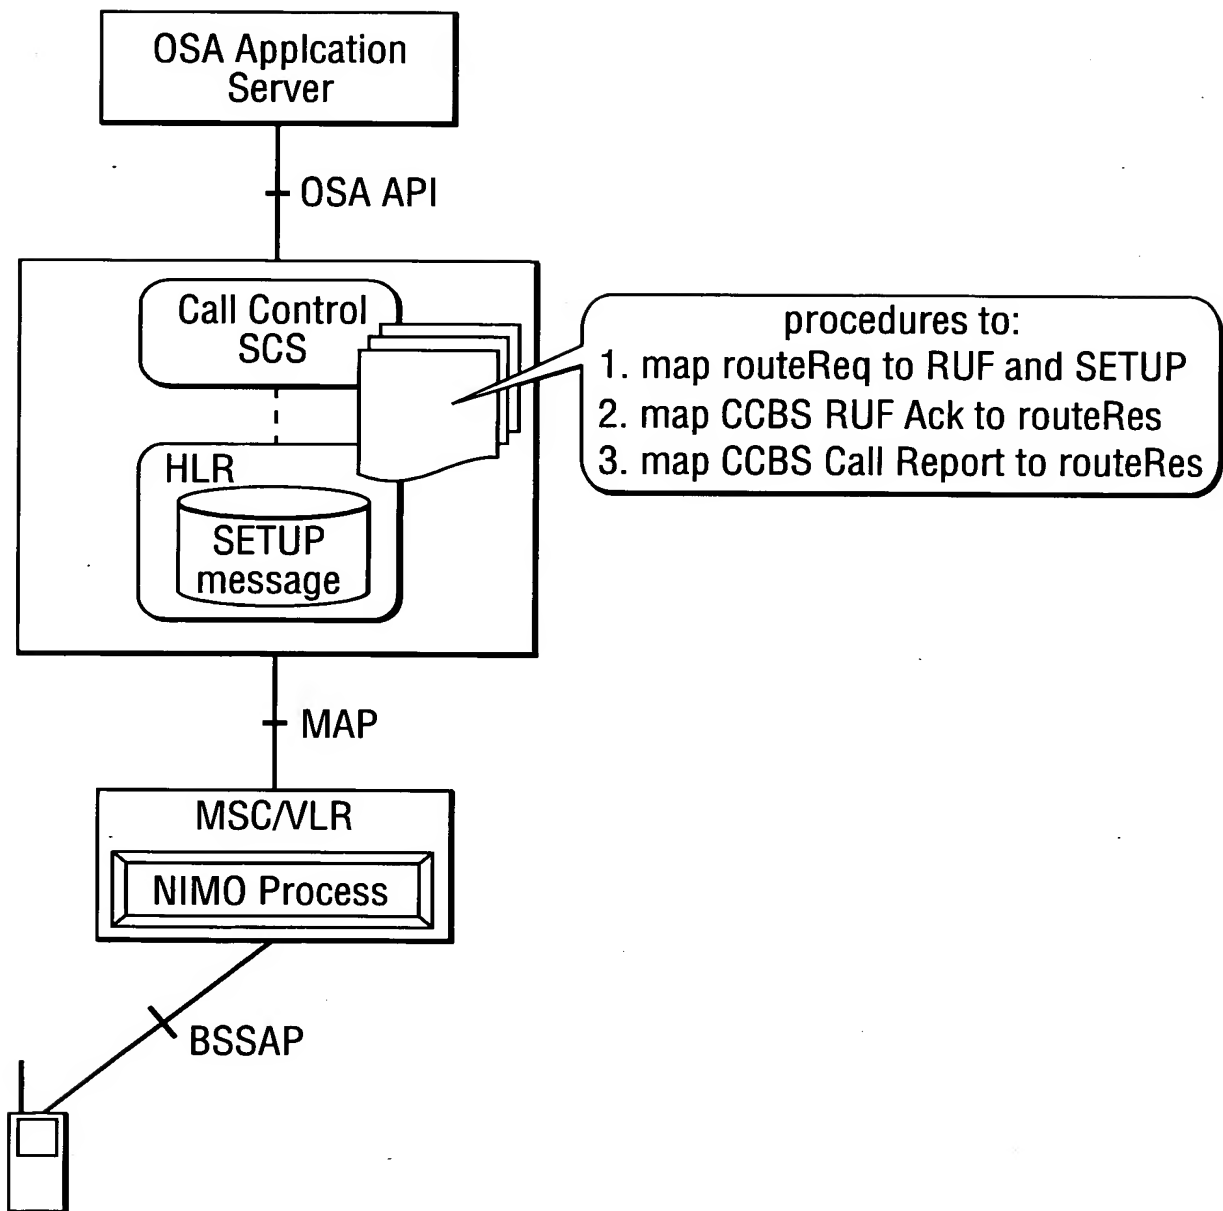 OSA Applcation
Server
OSA API
Call Control
SCS
procedures to:
1. map routeReq to RUF and SETUP
2. map CCBS RUF Ack to routeRes
3. map CCBS Call Report to routeRes
HLR
SETUP
message
MAP
MSC/VLR
NIMO Process
BSSAP